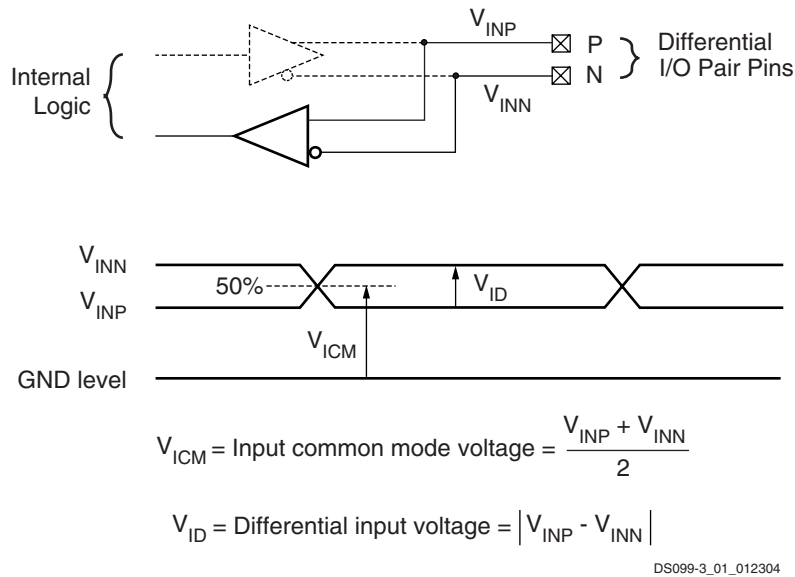 V_INP
P
Differential
I/O Pair Pins
N
Internal
Logic
V_INN
V_INN
50%
V_ID
V_INP
V_ICM
GND level
V_ICM = Input common mode voltage = (V_INP + V_INN) / 2
V_ID = Differential input voltage = |V_INP - V_INN|
DS099-3_01_012304